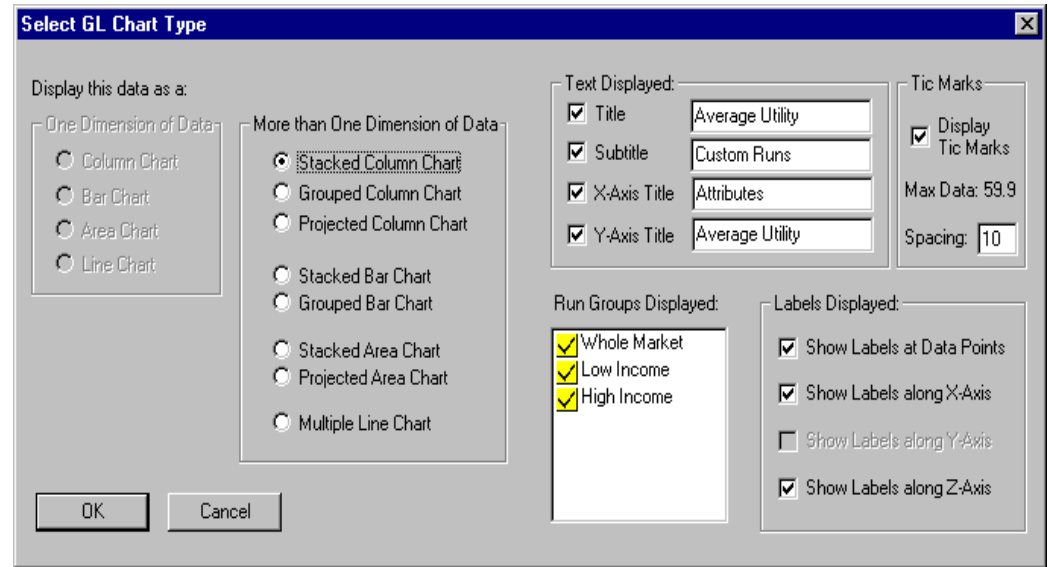 Select GL Chart Type
Display this data as a:
One Dimension of Data
Column Chart
Bar Chart
Area Chart
Line Chart
More than One Dimension of Data
Stacked Column Chart
Grouped Column Chart
Projected Column Chart
Stacked Bar Chart
Grouped Bar Chart
Stacked Area Chart
Projected Area Chart
Multiple Line Chart
OK
Cancel
Text Displayed:
Title Average Utility
Subtitle Custom Runs
X-Axis Title Attributes
Y-Axis Title Average Utility
Tic Marks
Display
Tic Marks
Max Data: 59.9
Spacing: 10
Run Groups Displayed:
Whole Market
Low Income
High Income
Labels Displayed:
Show Labels at Data Points
Show Labels along X-Axis
Show Labels along Y-Axis
Show Labels along Z-Axis